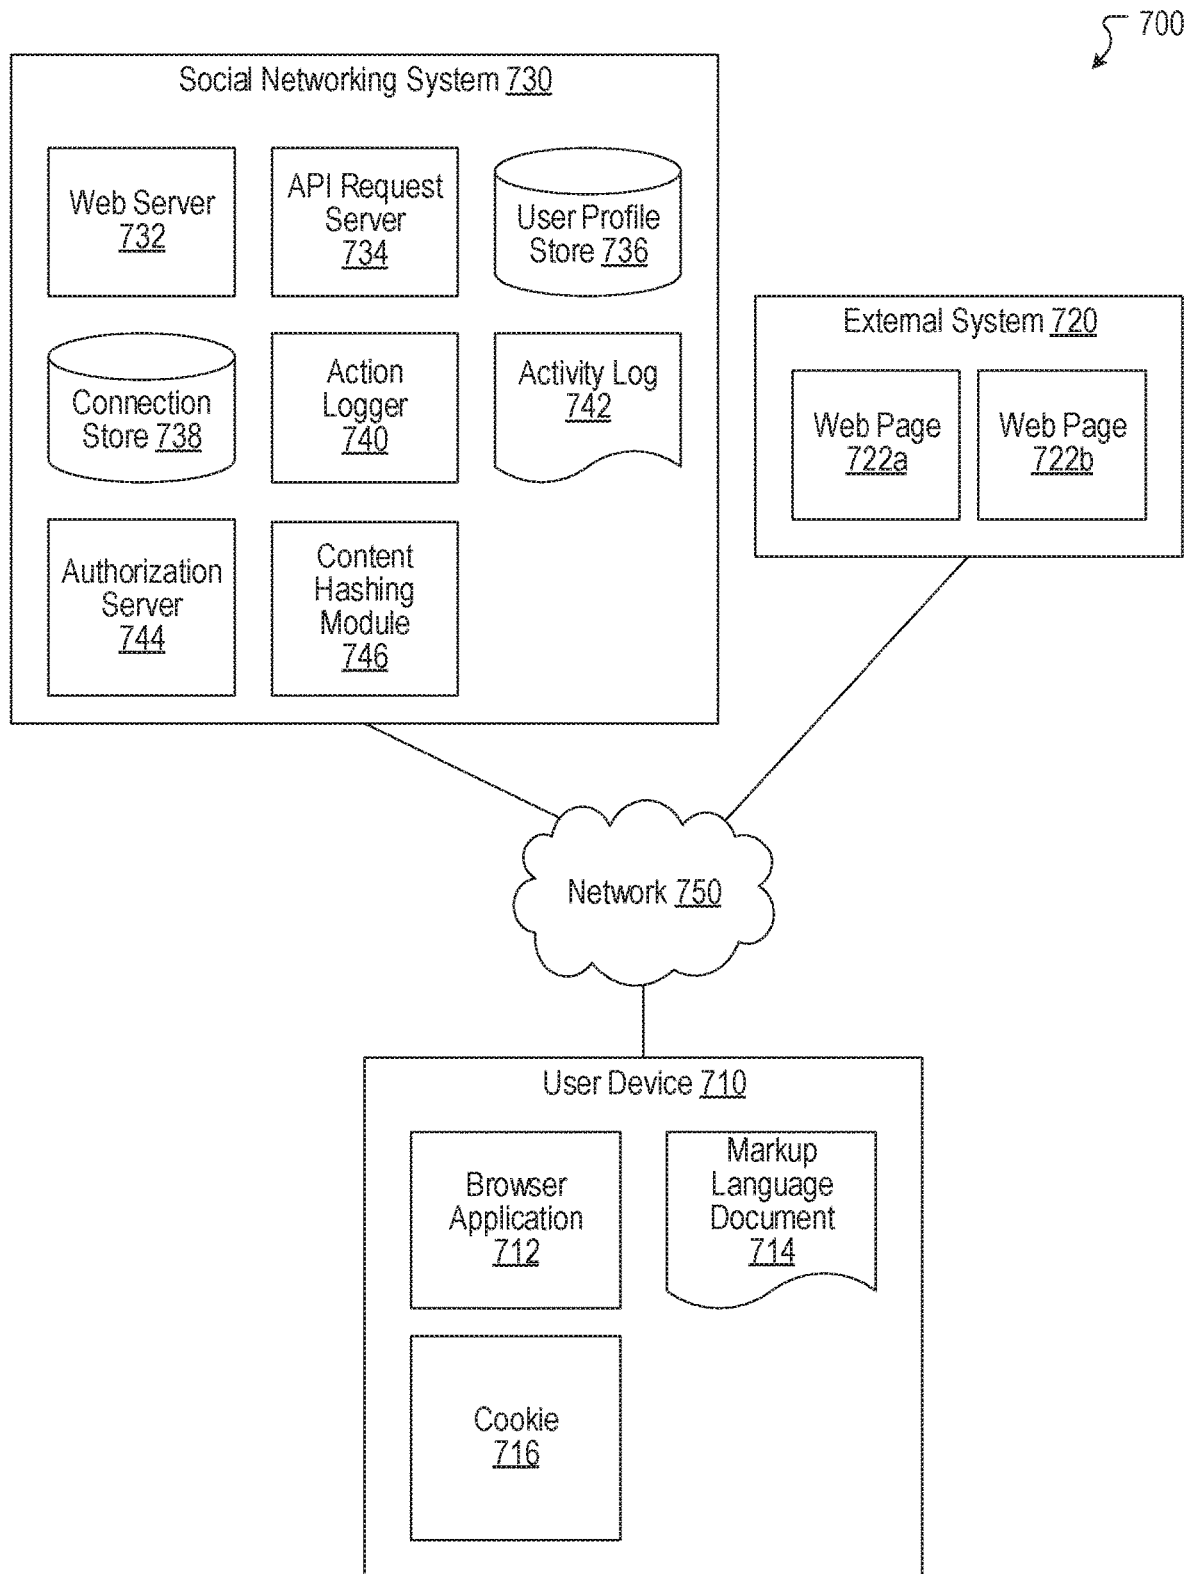 700
Social Networking System 730
Web Server
732
API Request
Server
734
User Profile
Store 736
Connection
Store 738
Action
Logger
740
Activity Log
742
Authorization
Server
744
Content
Hashing
Module
746
External System 720
Web Page
722a
Web Page
722b
Network 750
User Device 710
Browser
Application
712
Markup
Language
Document
714
Cookie
716